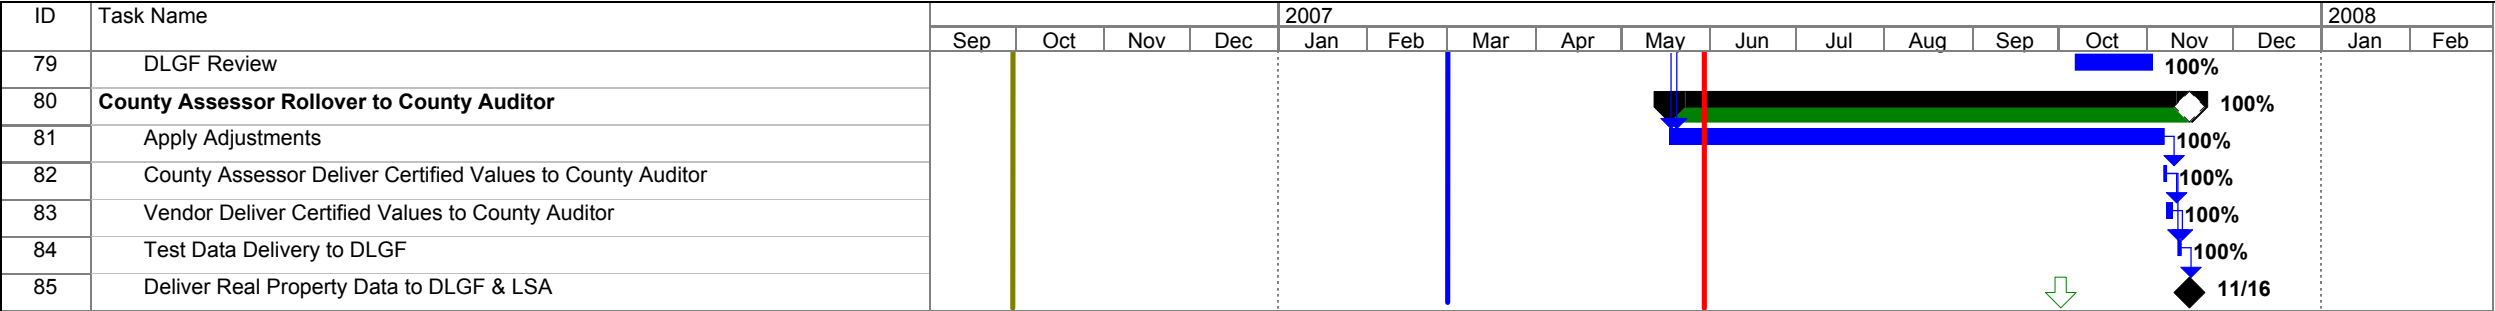 ID Task Name 2007 2008
Sep Oct Nov Dec Jan Feb Mar Apr May Jun Jul Aug Sep Oct Nov Dec Jan Feb
79 DLGF Review 100%
80 County Assessor Rollover to County Auditor 100%
81 Apply Adjustments 100%
82 County Assessor Deliver Certified Values to County Auditor 100%
83 Vendor Deliver Certified Values to County Auditor 100%
84 Test Data Delivery to DLGF 100%
85 Deliver Real Property Data to DLGF & LSA 11/16